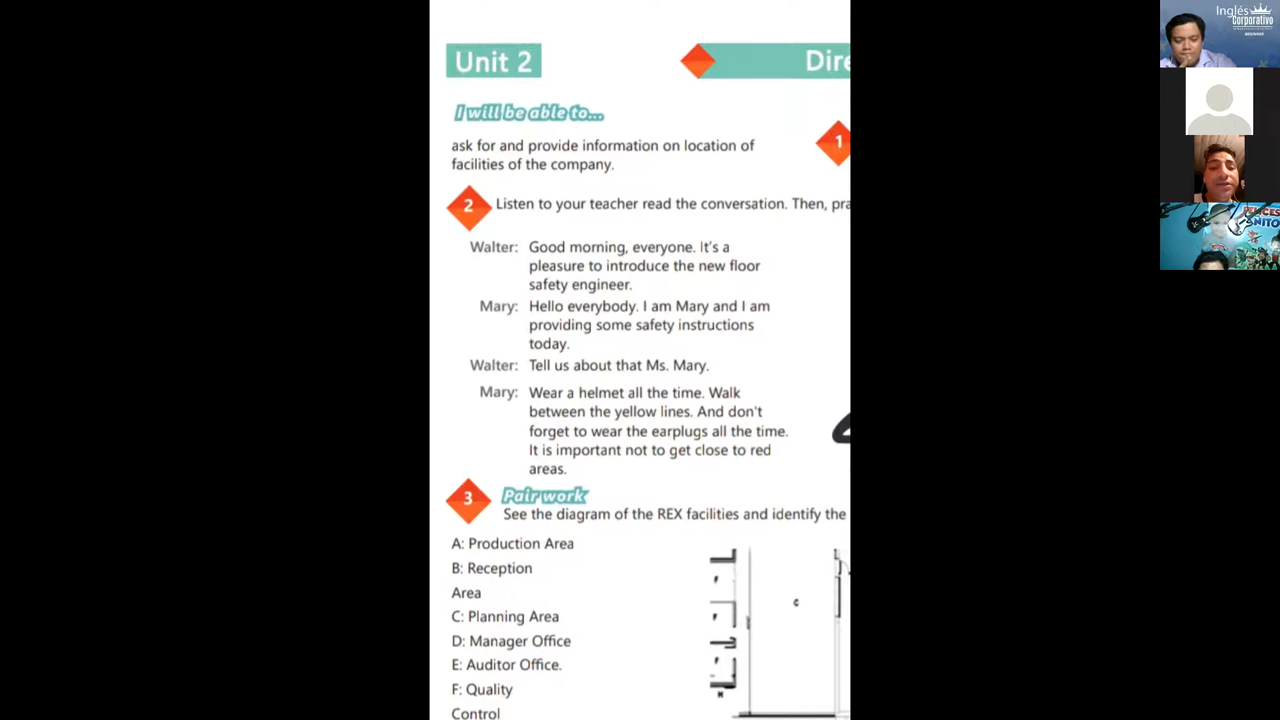 Unit 2
Dire
I will be able to...
ask for and provide information on location of
facilities of the company.
1
2
Listen to your teacher read the conversation. Then, pra
Walter: Good morning, everyone. It's a
pleasure to introduce the new floor
safety engineer.
Mary: Hello everybody. I am Mary and I am
providing some safety instructions
today.
Walter: Tell us about that Ms. Mary.
Mary: Wear a helmet all the time. Walk
between the yellow lines. And don't
forget to wear the earplugs all the time.
It is important not to get close to red
areas.
3
Pair work
See the diagram of the REX facilities and identify the
A: Production Area
B: Reception
Area
C: Planning Area
D: Manager Office
E: Auditor Office.
F: Quality
Control
C
Inglés
Corporativo
BEGINNER